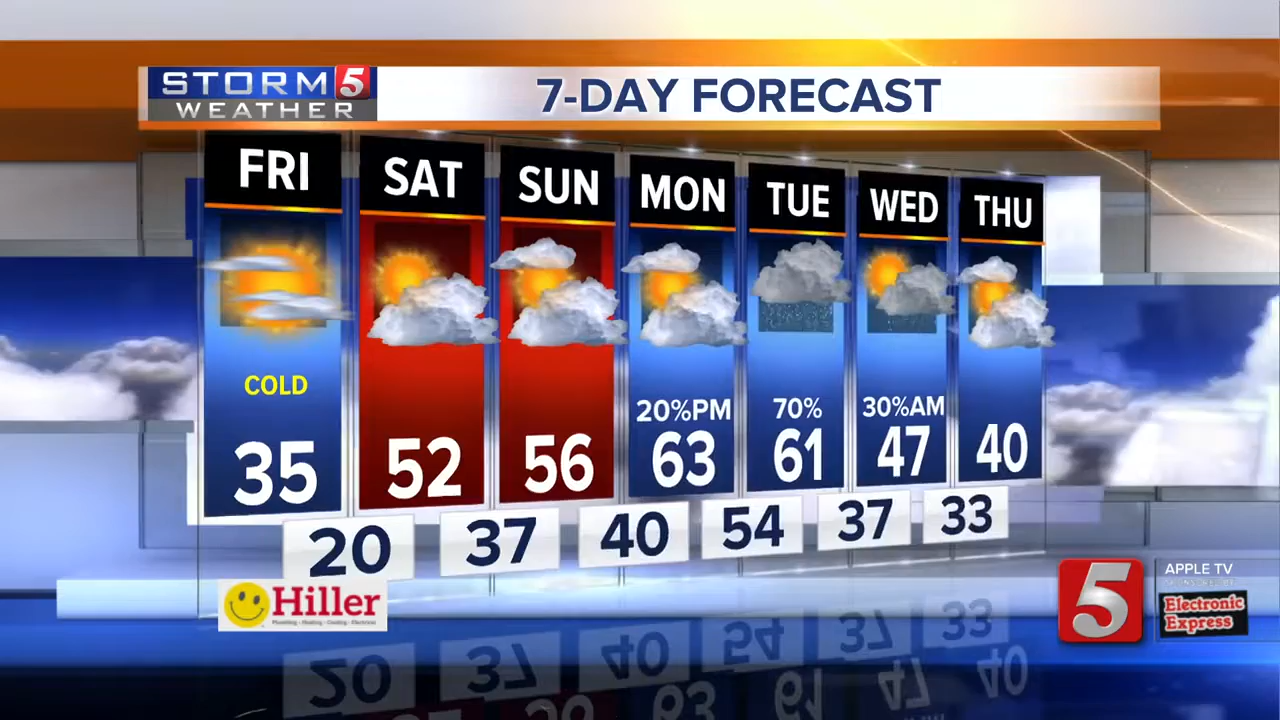 STORM 5
WEATHER
7-DAY FORECAST
FRI SAT SUN MON TUE WED THU
COLD
20%PM 70% 30%AM
35 52 56 63 61 47 40
20 37 40 54 37 33
Hiller
5
APPLE TV
Electronic
Express